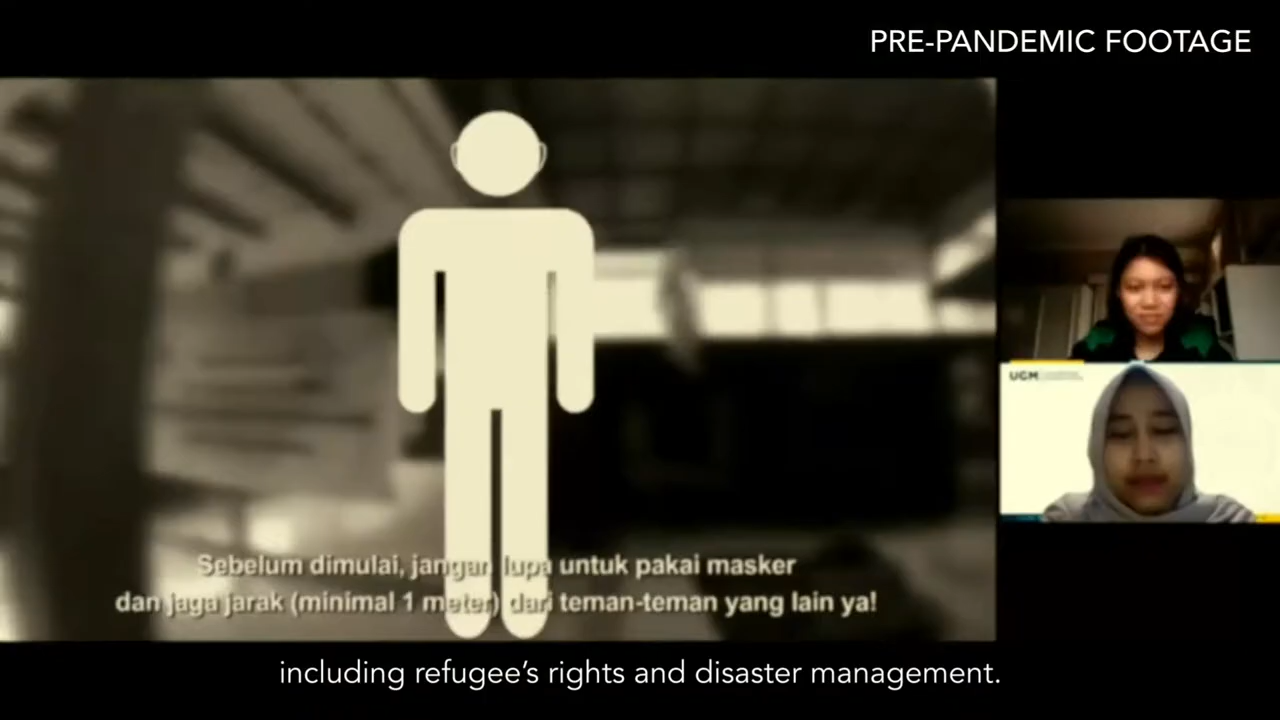 PRE-PANDEMIC FOOTAGE
UGM
Sebelum dimulai, jangan lupa untuk pakai masker
dan jaga jarak (minimal 1 meter) dari teman-teman yang lain ya!
including refugee's rights and disaster management.